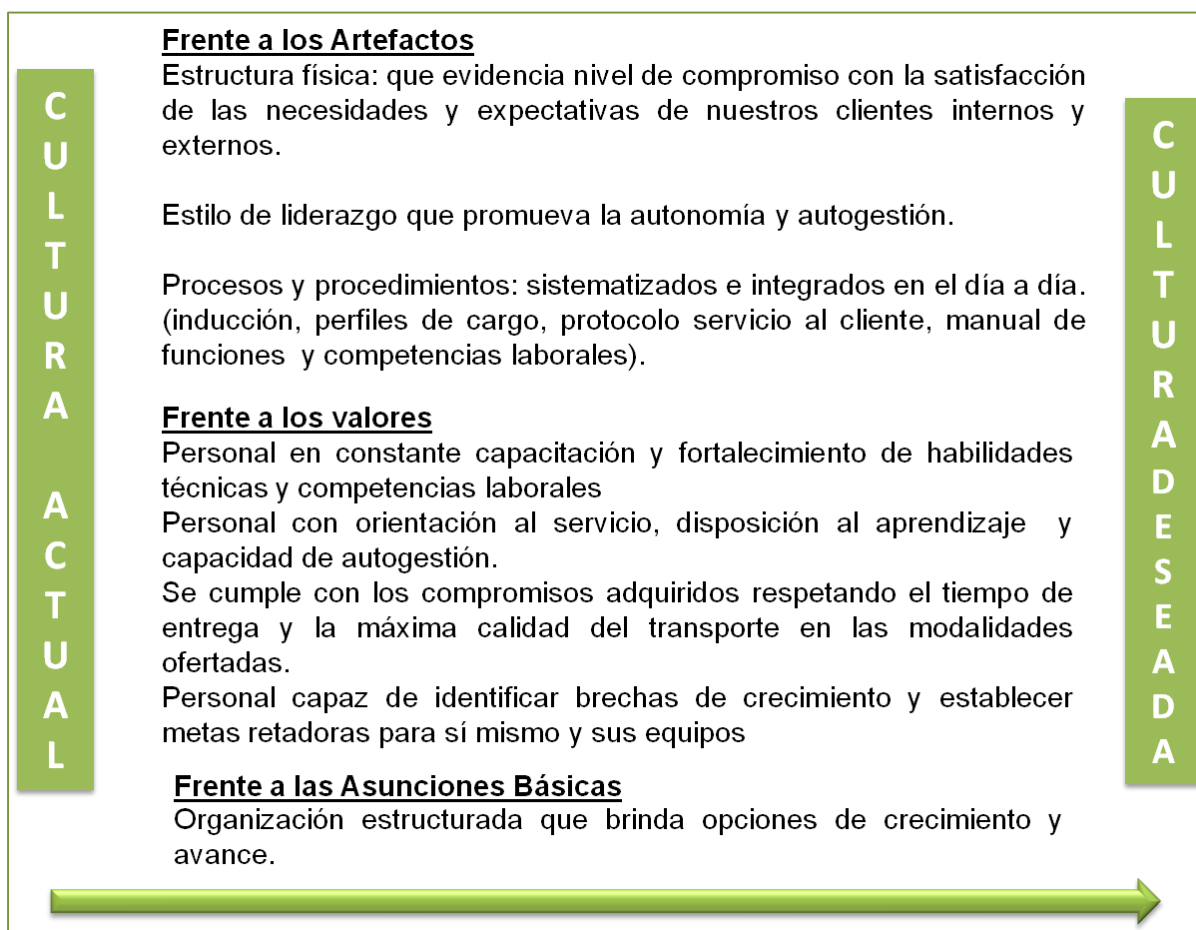 Frente a los Artefactos
Estructura física: que evidencia nivel de compromiso con la satisfacción
de las necesidades y expectativas de nuestros clientes internos y
externos.
Estilo de liderazgo que promueva la autonomía y autogestión.
Procesos y procedimientos: sistematizados e integrados en el día a día.
(inducción, perfiles de cargo, protocolo servicio al cliente, manual de
funciones y competencias laborales).
Frente a los valores
Personal en constante capacitación y fortalecimiento de habilidades
técnicas y competencias laborales
Personal con orientación al servicio, disposición al aprendizaje y
capacidad de autogestión.
Se cumple con los compromisos adquiridos respetando el tiempo de
entrega y la máxima calidad del transporte en las modalidades
ofertadas.
Personal capaz de identificar brechas de crecimiento y establecer
metas retadoras para sí mismo y sus equipos
Frente a las Asunciones Básicas
Organización estructurada que brinda opciones de crecimiento y
avance.
CULTURA ACTUAL
CULTURADESEADA